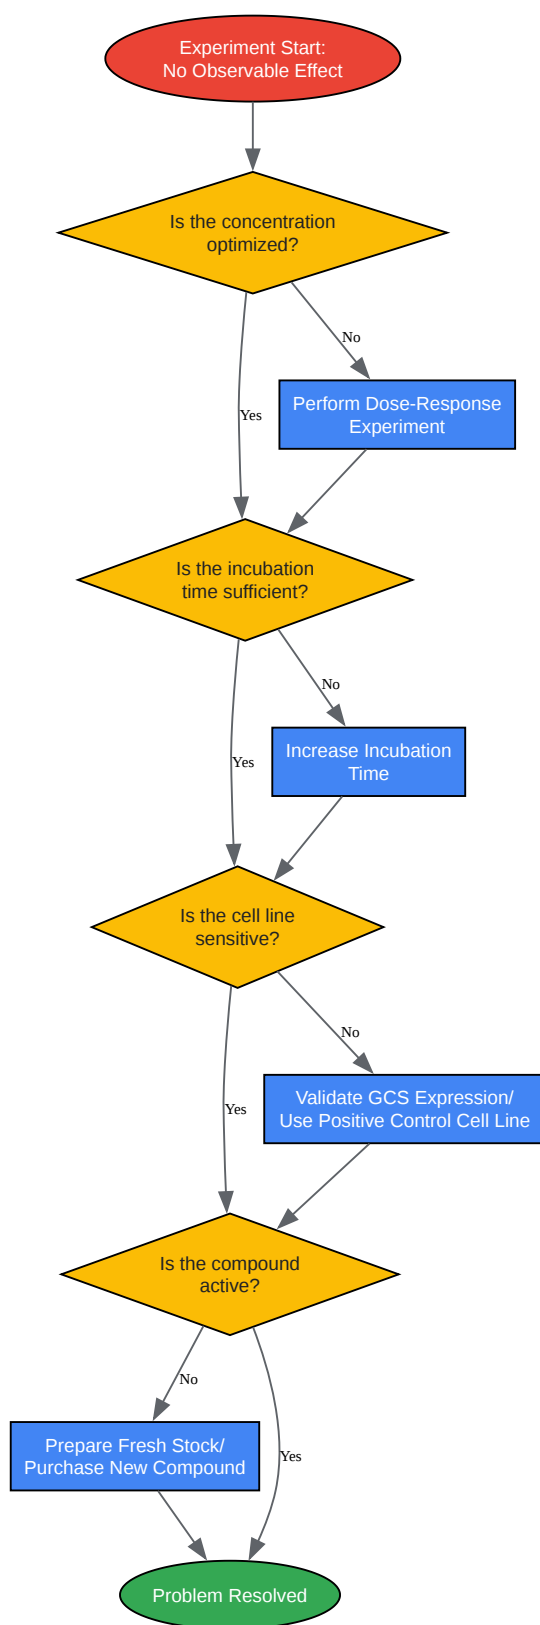 Experiment Start:
No Observable Effect
Is the concentration
optimized?
No
Perform Dose-Response
Experiment
Yes
Is the incubation
time sufficient?
No
Increase Incubation
Time
Yes
Is the cell line
sensitive?
No
Validate GCS Expression/
Use Positive Control Cell Line
Yes
Is the compound
active?
No
Prepare Fresh Stock/
Purchase New Compound
Yes
Problem Resolved